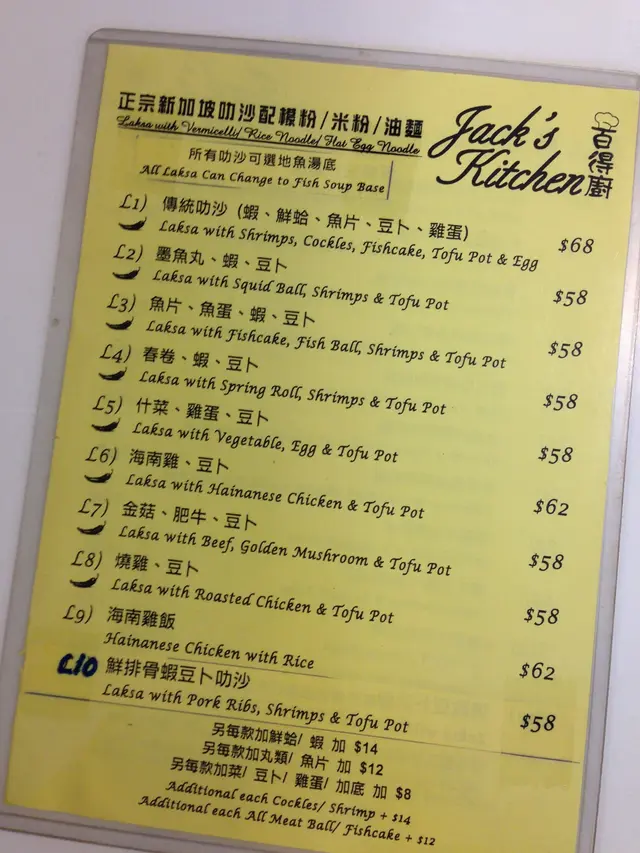 正宗新加坡叻沙配檬粉/米粉/油麵
Laksa with Vermicelli/ Rice Noodle/ Flat Egg Noodle
所有叻沙可選地魚湯底
All Laksa Can Change to Fish Soup Base
Jack's
Kitchen
百得廚
L1) 傳統叻沙 (蝦、鮮蛤、魚片、豆卜、雞蛋)
Laksa with Shrimps, Cockles, Fishcake, Tofu Pot & Egg $68
L2) 墨魚丸、蝦、豆卜
Laksa with Squid Ball, Shrimps & Tofu Pot $58
L3) 魚片、魚蛋、蝦、豆卜
Laksa with Fishcake, Fish Ball, Shrimps & Tofu Pot $58
L4) 春卷、蝦、豆卜
Laksa with Spring Roll, Shrimps & Tofu Pot $58
L5) 什菜、雞蛋、豆卜
Laksa with Vegetable, Egg & Tofu Pot $58
L6) 海南雞、豆卜
Laksa with Hainanese Chicken & Tofu Pot $62
L7) 金菇、肥牛、豆卜
Laksa with Beef, Golden Mushroom & Tofu Pot $58
L8) 燒雞、豆卜
Laksa with Roasted Chicken & Tofu Pot $58
L9) 海南雞飯
Hainanese Chicken with Rice $62
L10 鮮排骨蝦豆卜叻沙
Laksa with Pork Ribs, Shrimps & Tofu Pot $58
另每款加鮮蛤/ 蝦 加 $14
另每款加丸類/ 魚片 加 $12
另每款加菜/ 豆卜/ 雞蛋/ 加底 加 $8
Additional each Cockles/ Shrimp + $14
Additional each All Meat Ball/ Fishcake + $12